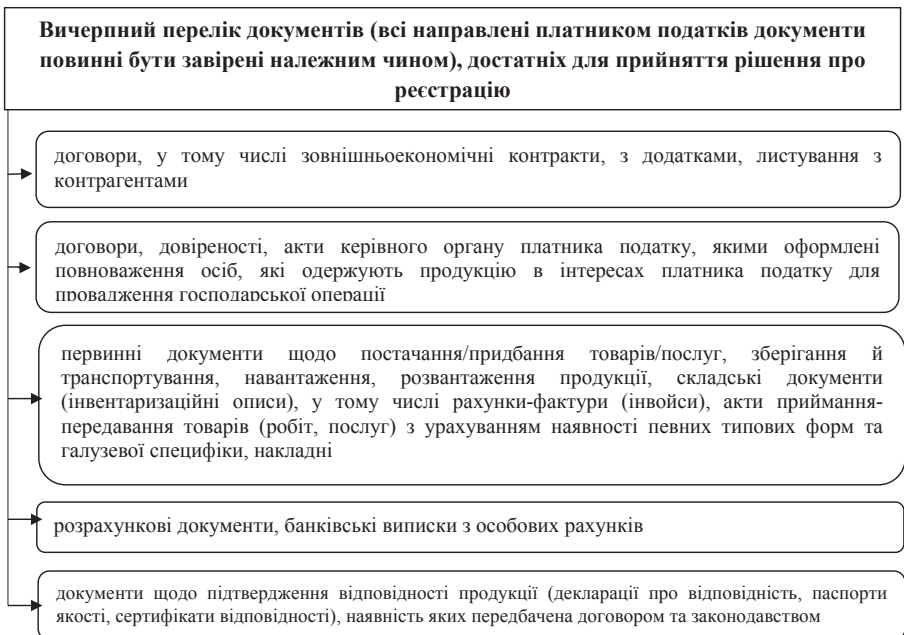 Вичерпний перелік документів (всі направлені платником податків документи
повинні бути завірені належним чином), достатніх для прийняття рішення про
реєстрацію
договори, у тому числі зовнішньоекономічні контракти, з додатками, листування з
контрагентами
договори, довіреності, акти керівного органу платника податку, якими оформлені
повноваження осіб, які одержують продукцію в інтересах платника податку для
провадження господарської операції
первинні документи щодо постачання/придбання товарів/послуг, зберігання й
транспортування, навантаження, розвантаження продукції, складські документи
(інвентаризаційні описи), у тому числі рахунки-фактури (інвойси), акти приймання-
передавання товарів (робіт, послуг) з урахуванням наявності певних типових форм та
галузевої специфіки, накладні
розрахункові документи, банківські виписки з особових рахунків
документи щодо підтвердження відповідності продукції (декларації про відповідність, паспорти
якості, сертифікати відповідності), наявність яких передбачена договором та законодавством